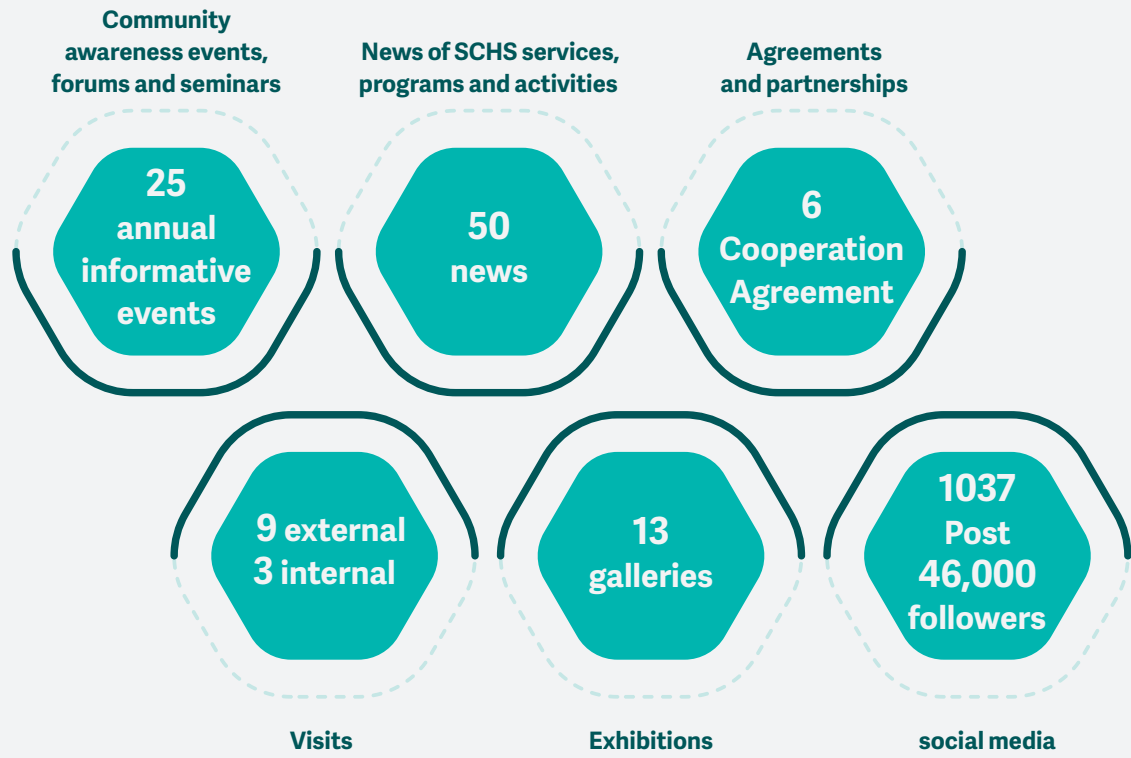 Community
awareness events,
forums and seminars
25
annual
informative
events
News of SCHS services,
programs and activities
50
news
Agreements
and partnerships
6
Cooperation
Agreement
9 external
3 internal
Visits
13
galleries
Exhibitions
1037
Post
46,000
followers
social media